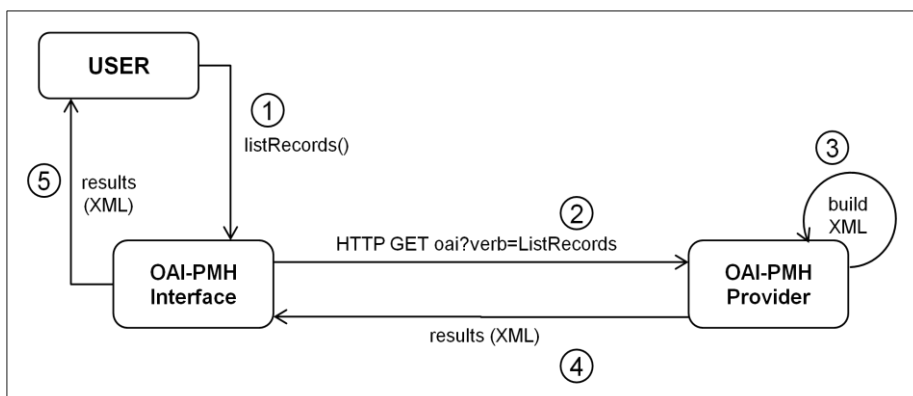 USER
1
listRecords()
5
results
(XML)
2
HTTP GET oai?verb=ListRecords
3
build
XML
OAI-PMH
Interface
OAI-PMH
Provider
results (XML)
4